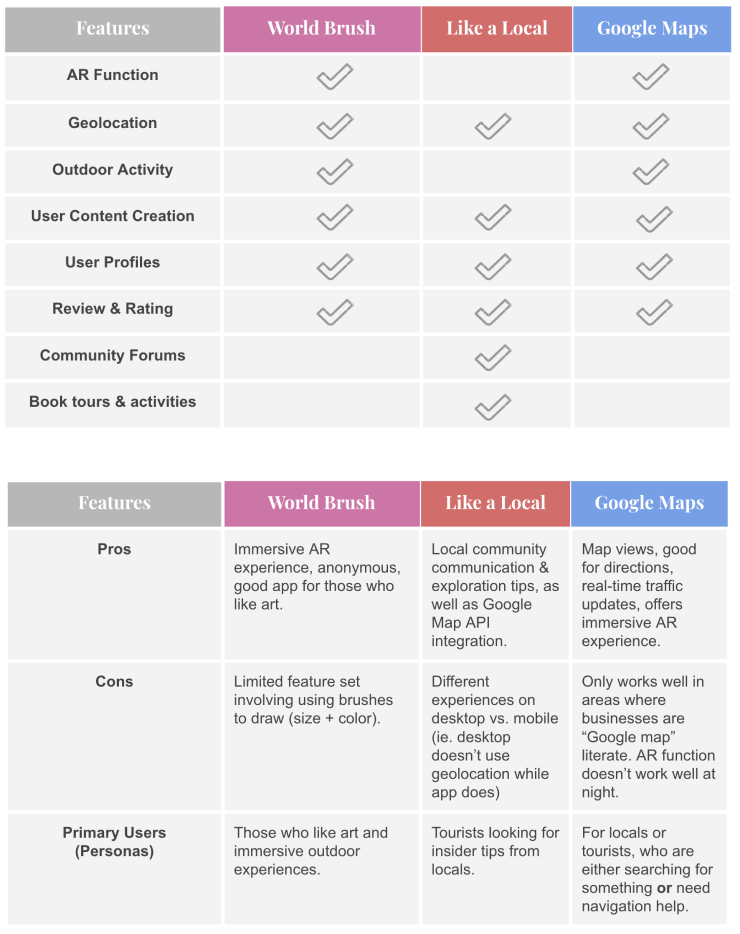 Features World Brush Like a Local Google Maps
AR Function
Geolocation
Outdoor Activity
User Content Creation
User Profiles
Review & Rating
Community Forums
Book tours & activities
Features World Brush Like a Local Google Maps
Pros
Immersive AR
experience, anonymous,
good app for those who
like art.
Local community
communication &
exploration tips, as
well as Google
Map API
integration.
Map views, good
for directions,
real-time traffic
updates, offers
immersive AR
experience.
Cons
Limited feature set
involving using brushes
to draw (size + color).
Different
experiences on
desktop vs. mobile
(ie. desktop
doesn’t use
geolocation while
app does)
Only works well in
areas where
businesses are
“Google map”
literate. AR function
doesn’t work well at
night.
Primary Users
(Personas)
Those who like art and
immersive outdoor
experiences.
Tourists looking for
insider tips from
locals.
For locals or
tourists, who are
either searching for
something or need
navigation help.